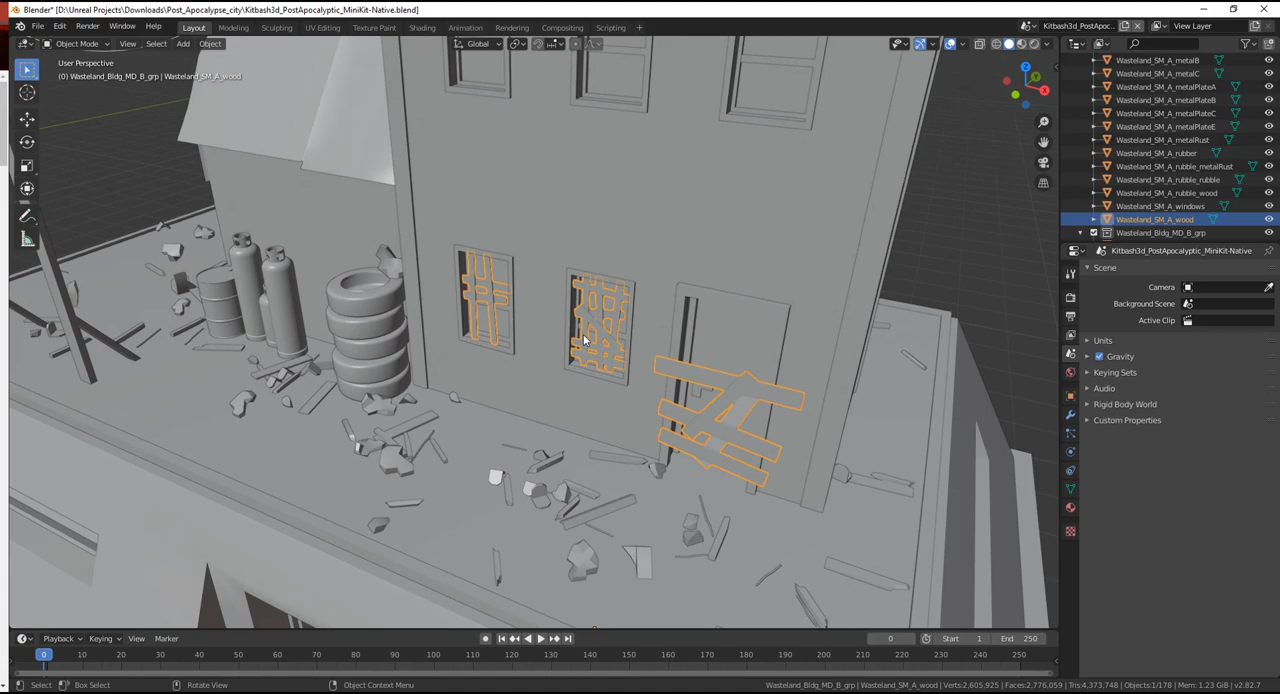 Blender* [D:\Unreal Projects\Downloads\Post_Apocalypse_city\Kitbash3d_PostApocalyptic_MiniKit-Native.blend]
File Edit Render Window Help Layout Modeling Sculpting UV Editing Texture Paint Shading Animation Rendering Compositing Scripting + Kitbash3d_PostApoc... View Layer
Object Mode View Select Add Object Global
User Perspective
(0) Wasteland_Bldg_MD_B_grp | Wasteland_SM_A_wood
Z
Y
X
Wasteland_SM_A_metalB
Wasteland_SM_A_metalC
Wasteland_SM_A_metalPlateA
Wasteland_SM_A_metalPlateB
Wasteland_SM_A_metalPlateC
Wasteland_SM_A_metalPlateE
Wasteland_SM_A_metalRust
Wasteland_SM_A_rubber
Wasteland_SM_A_rubble_metalRust
Wasteland_SM_A_rubble_rubble
Wasteland_SM_A_rubble_wood
Wasteland_SM_A_windows
Wasteland_SM_A_wood
Wasteland_Bldg_MD_B_grp
Kitbash3d_PostApocalyptic_MiniKit-Native
Scene
Camera
Background Scene
Active Clip
Units
Gravity
Keying Sets
Audio
Rigid Body World
Custom Properties
Playback Keying View Marker 0 Start 1 End 250
0 10 20 30 40 50 60 70 80 90 100 110 120 130 140 150 160 170 180 190 200 210 220 230 240 250
Select Box Select Rotate View Object Context Menu Wasteland_Bldg_MD_B_grp | Wasteland_SM_A_wood | Verts:2,605,925 | Faces:2,776,059 | Tris:4,373,748 | Objects:1/178 | Mem: 1.23 GiB | v2.82.7